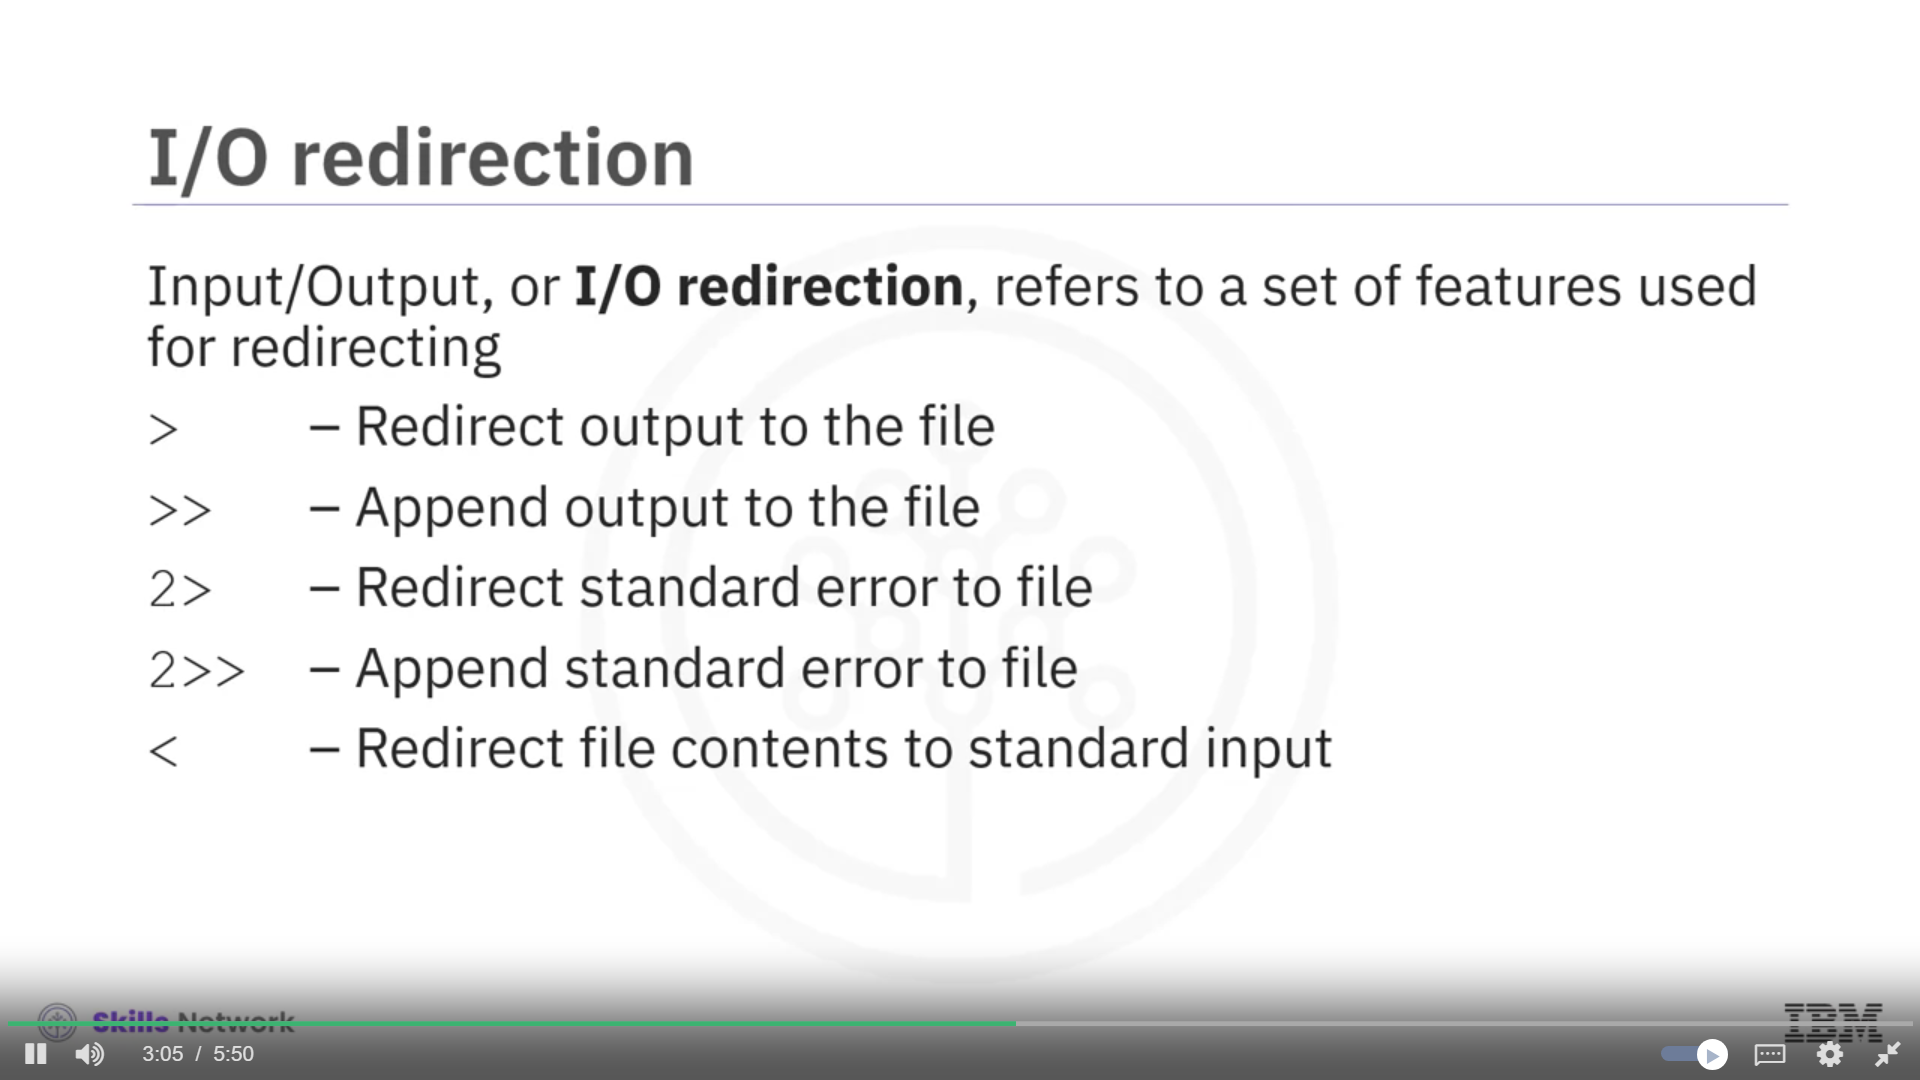 I/O redirection
Input/Output, or I/O redirection, refers to a set of features used
for redirecting
> – Redirect output to the file
>> – Append output to the file
2> – Redirect standard error to file
2>> – Append standard error to file
< – Redirect file contents to standard input
Skills Network
IBM
3:05 / 5:50